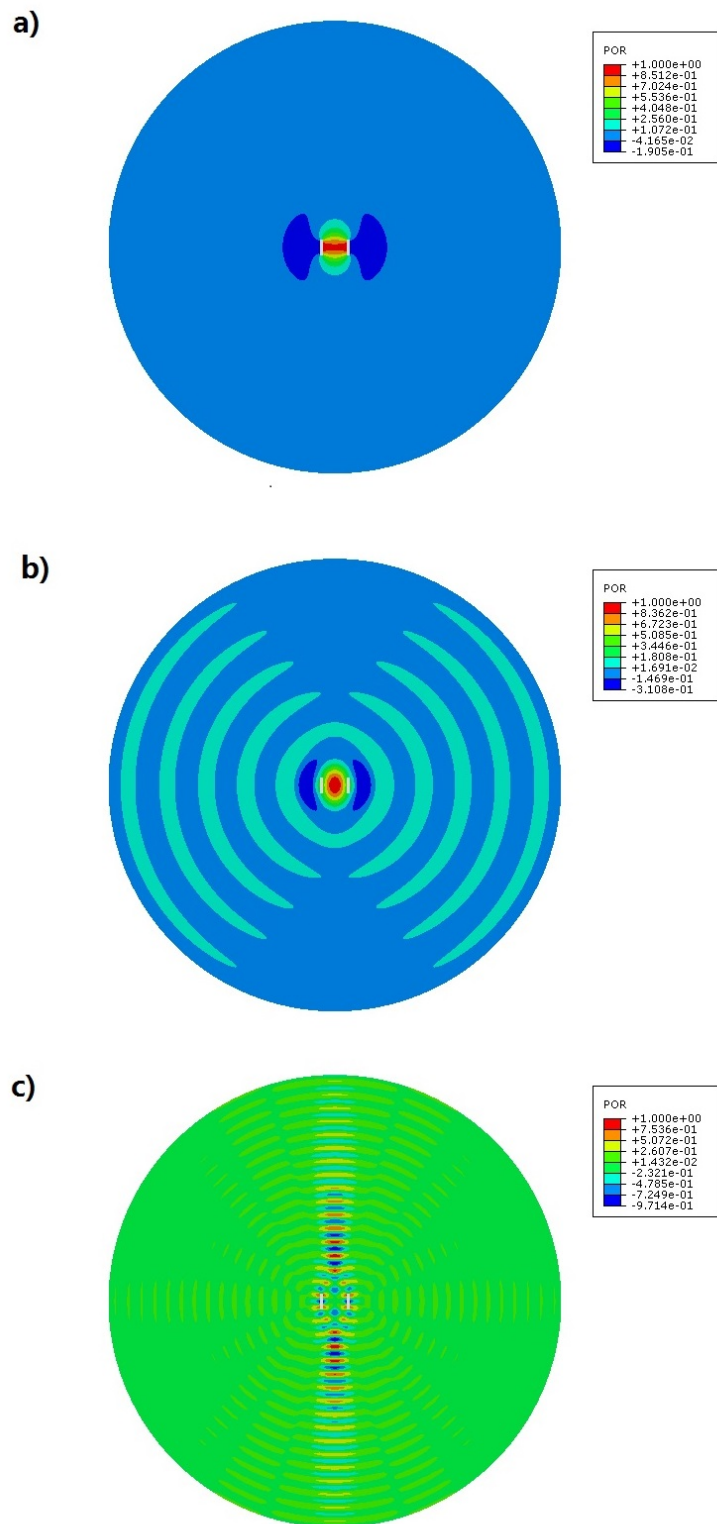 a)
POR
+1.000e+00
+8.512e-01
+7.024e-01
+5.536e-01
+4.048e-01
+2.560e-01
+1.072e-01
-4.165e-02
-1.905e-01
b)
POR
+1.000e+00
+8.362e-01
+6.723e-01
+5.085e-01
+3.446e-01
+1.808e-01
+1.691e-02
-1.469e-01
-3.108e-01
c)
POR
+1.000e+00
+7.536e-01
+5.072e-01
+2.607e-01
+1.432e-02
-2.321e-01
-4.785e-01
-7.249e-01
-9.714e-01